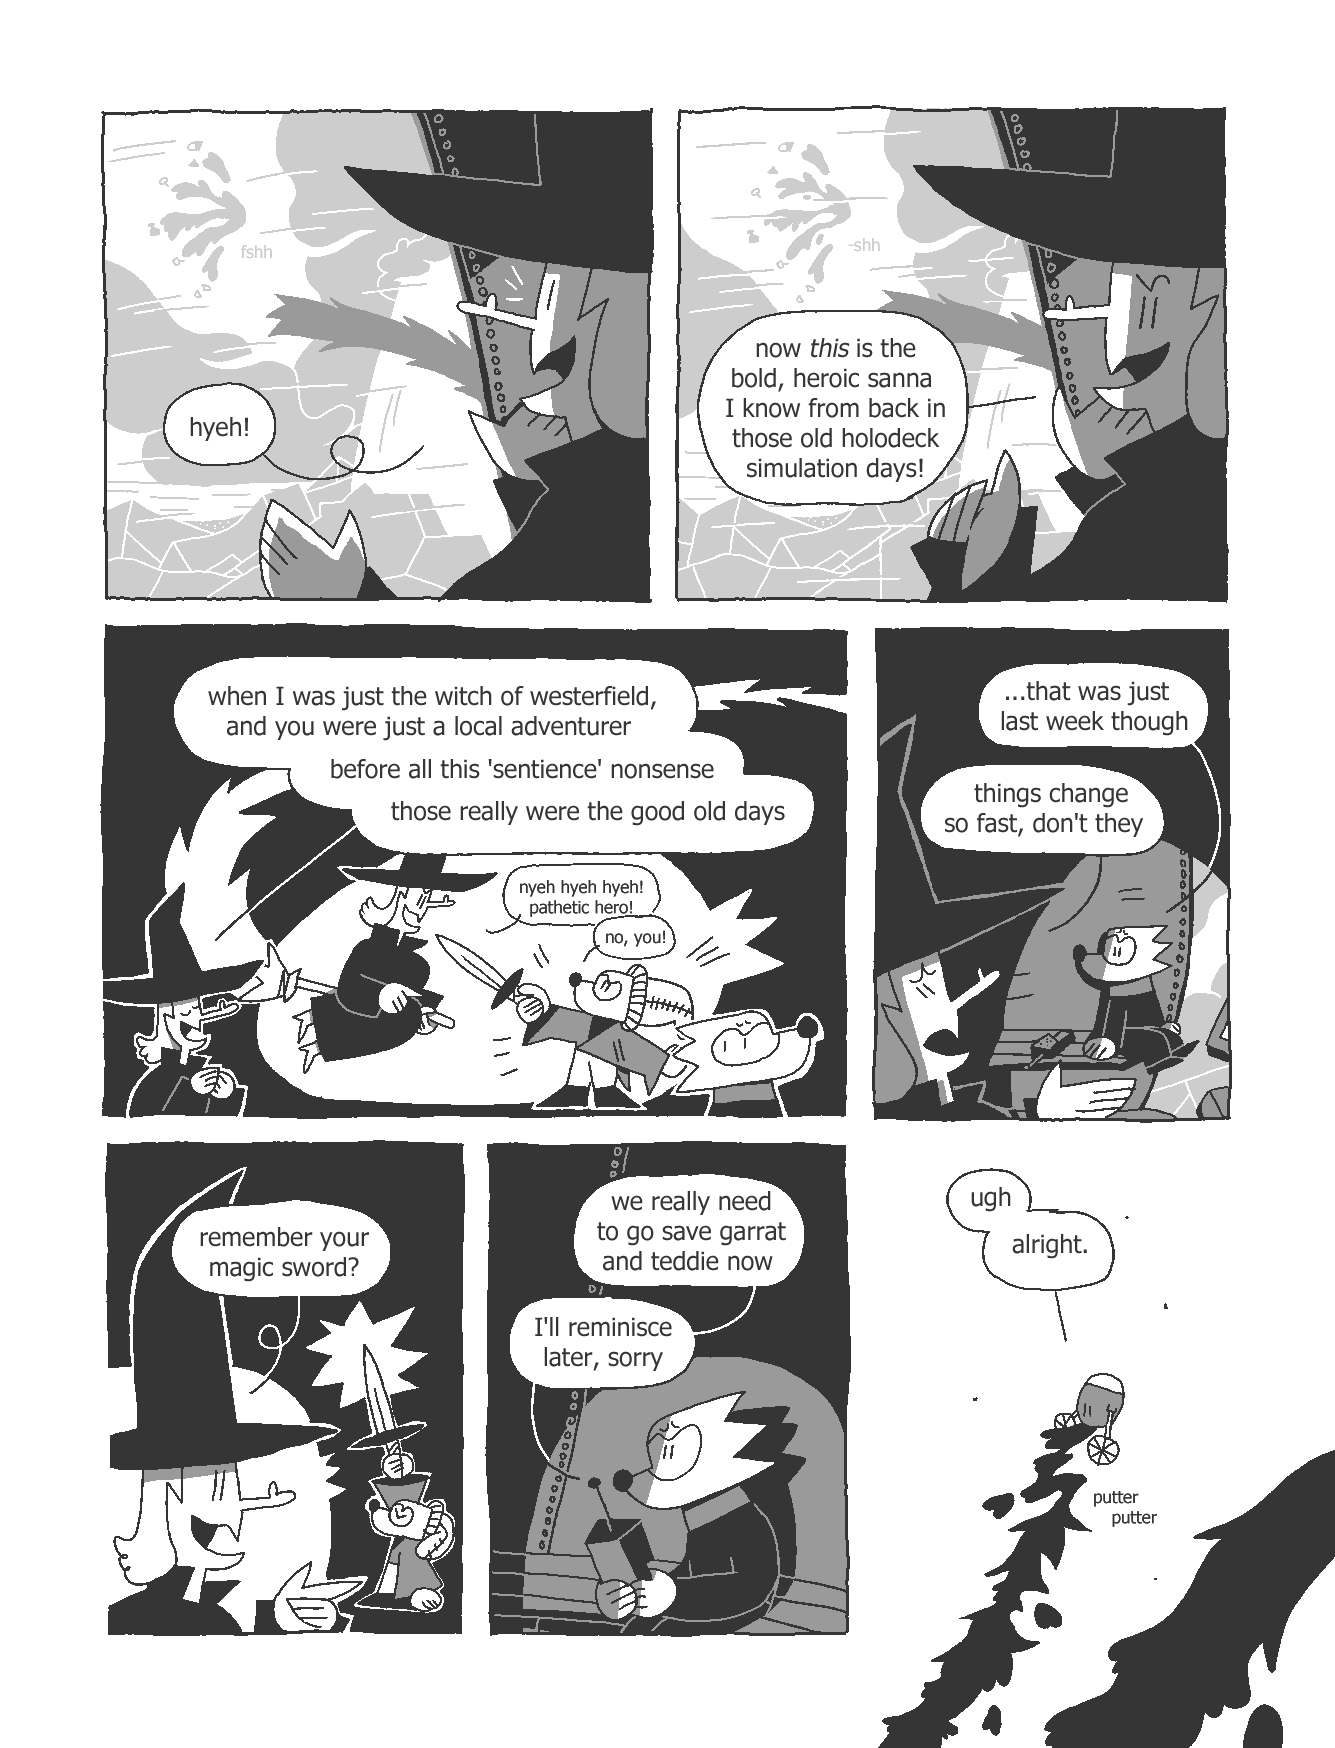 fshh
hyeh!
-shh
now this is the
bold, heroic sanna
I know from back in
those old holodeck
simulation days!
when I was just the witch of westerfield,
and you were just a local adventurer
before all this 'sentience' nonsense
those really were the good old days
nyeh hyeh hyeh!
pathetic hero!
no, you!
...that was just
last week though
things change
so fast, don't they
remember your
magic sword?
we really need
to go save garrat
and teddie now
I'll reminisce
later, sorry
ugh
alright.
putter
putter